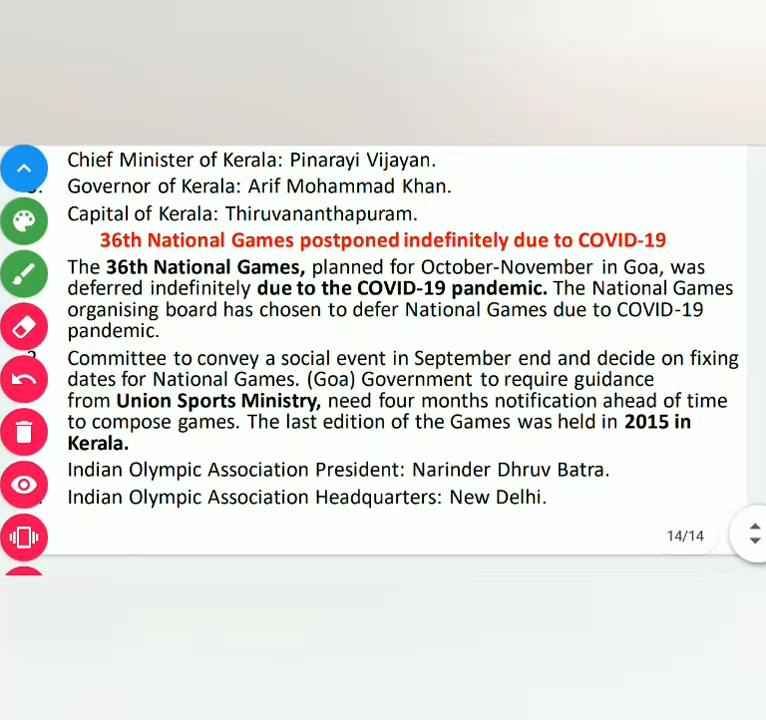 Chief Minister of Kerala: Pinarayi Vijayan.
Governor of Kerala: Arif Mohammad Khan.
Capital of Kerala: Thiruvananthapuram.
36th National Games postponed indefinitely due to COVID-19
The 36th National Games, planned for October-November in Goa, was
deferred indefinitely due to the COVID-19 pandemic. The National Games
organising board has chosen to defer National Games due to COVID-19
pandemic.
Committee to convey a social event in September end and decide on fixing
dates for National Games. (Goa) Government to require guidance
from Union Sports Ministry, need four months notification ahead of time
to compose games. The last edition of the Games was held in 2015 in
Kerala.
Indian Olympic Association President: Narinder Dhruv Batra.
Indian Olympic Association Headquarters: New Delhi.
14/14